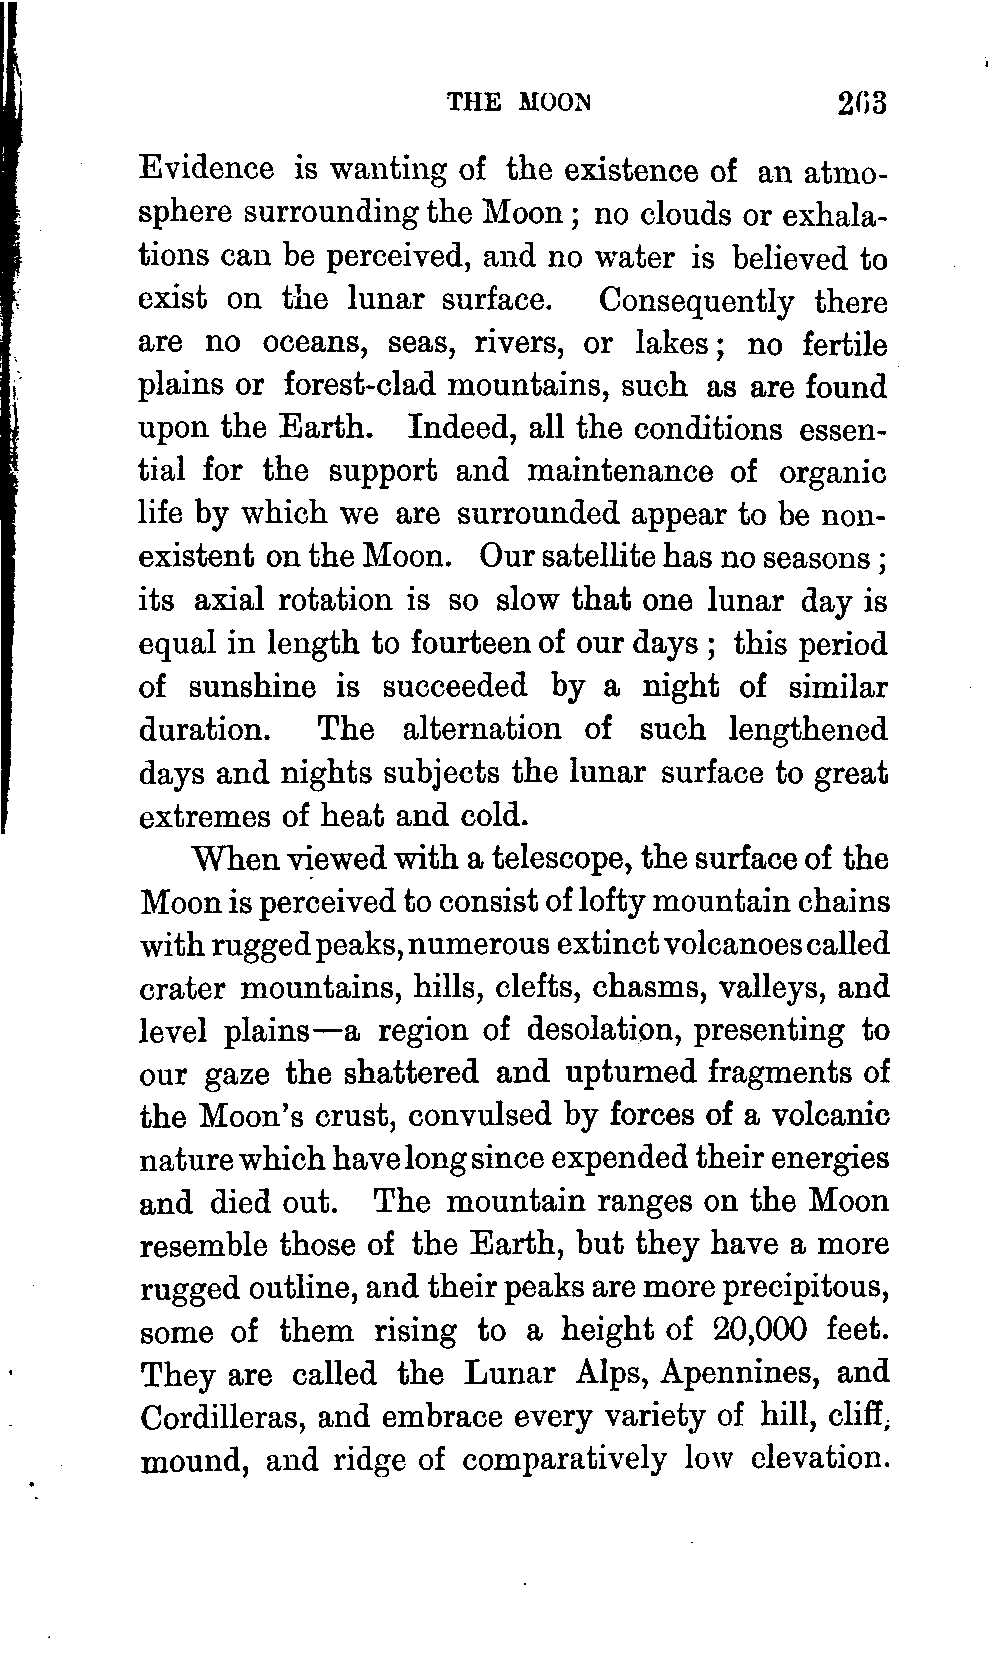 THE MOON 263
Evidence is wanting of the existence of an atmo-
sphere surrounding the Moon ; no clouds or exhala-
tions can be perceived, and no water is believed to
exist on the lunar surface. Consequently there
are no oceans, seas, rivers, or lakes ; no fertile
plains or forest-clad mountains, such as are found
upon the Earth. Indeed, all the conditions essen-
tial for the support and maintenance of organic
life by which we are surrounded appear to be non-
existent on the Moon. Our satellite has no seasons ;
its axial rotation is so slow that one lunar day is
equal in length to fourteen of our days ; this period
of sunshine is succeeded by a night of similar
duration. The alternation of such lengthened
days and nights subjects the lunar surface to great
extremes of heat and cold.
When viewed with a telescope, the surface of the
Moon is perceived to consist of lofty mountain chains
with rugged peaks, numerous extinct volcanoes called
crater mountains, hills, clefts, chasms, valleys, and
level plains—a region of desolation, presenting to
our gaze the shattered and upturned fragments of
the Moon's crust, convulsed by forces of a volcanic
nature which have long since expended their energies
and died out. The mountain ranges on the Moon
resemble those of the Earth, but they have a more
rugged outline, and their peaks are more precipitous,
some of them rising to a height of 20,000 feet.
They are called the Lunar Alps, Apennines, and
Cordilleras, and embrace every variety of hill, cliff,
mound, and ridge of comparatively low elevation.